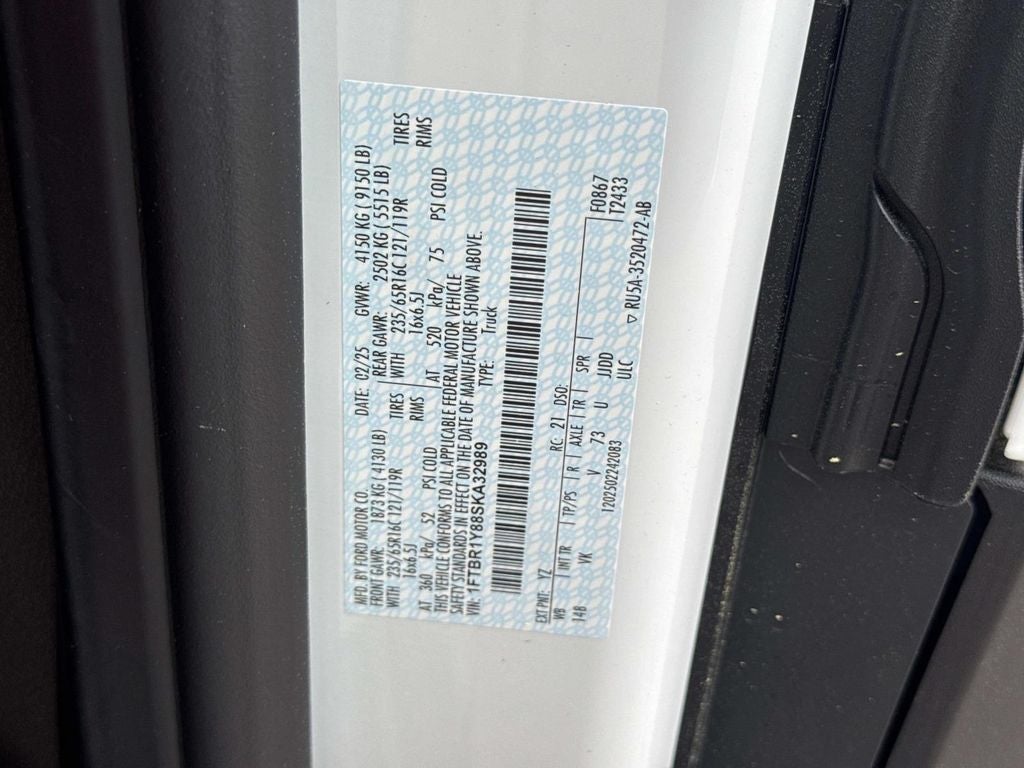 MFD. BY FORD MOTOR CO. DATE: 02/25 GVWR: 4150 KG ( 9150 LB)
FRONT GAWR: 1873 KG ( 4130 LB) REAR GAWR: 2502 KG ( 5515 LB)
WITH 235/65R16C 121/119R TIRES WITH 235/65R16C 121/119R TIRES
16x6.5J RIMS 16x6.5J RIMS
AT 360 kPa/ 52 PSI COLD AT 520 kPa/ 75 PSI COLD
THIS VEHICLE CONFORMS TO ALL APPLICABLE FEDERAL MOTOR VEHICLE
SAFETY STANDARDS IN EFFECT ON THE DATE OF MANUFACTURE SHOWN ABOVE.
VIN: 1FTBR1Y88SKA32989 TYPE: Truck
EXT PNT: YZ RC: 21 DSO: F0867
WB INT TR TP/PS R AXLE TR SPR T2433
148 VK V 73 U JJDD
1202502242083 ULC ▽ RU5A-3520472-AB